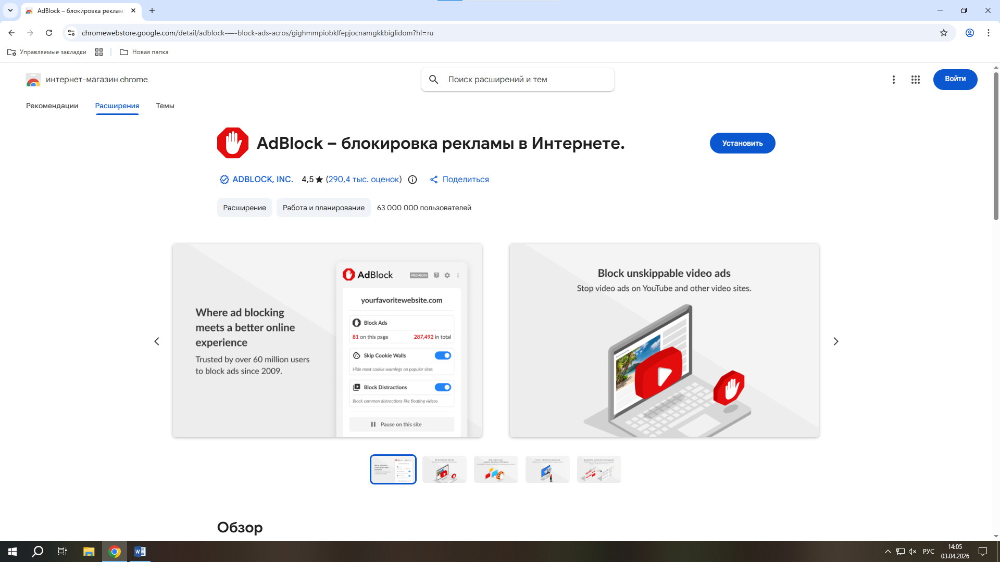 AdBlock – блокировка реклам
chromewebstore.google.com/detail/adblock-—-block-ads-acros/gighmmpiobklfepjocnamgkkbiglidom?hl=ru
Управляемые закладки
Новая папка
интернет-магазин chrome
Поиск расширений и тем
Войти
Рекомендации
Расширения
Темы
AdBlock – блокировка рекламы в Интернете.
Установить
ADBLOCK, INC.
4,5★ (290,4 тыс. оценок)
Поделиться
Расширение
Работа и планирование
63 000 000 пользователей
AdBlock
PREMIUM
yourfavoritewebsite.com
Where ad blocking
meets a better online
experience
Trusted by over 60 million users
to block ads since 2009.
Block Ads
81 on this page
287,492 in total
Skip Cookie Walls
Hide most cookie warnings on popular sites
Block Distractions
Block common distractions like floating videos
Pause on this site
Block unskippable video ads
Stop video ads on YouTube and other video sites.
Обзор
РУС
14:05
03.04.2026